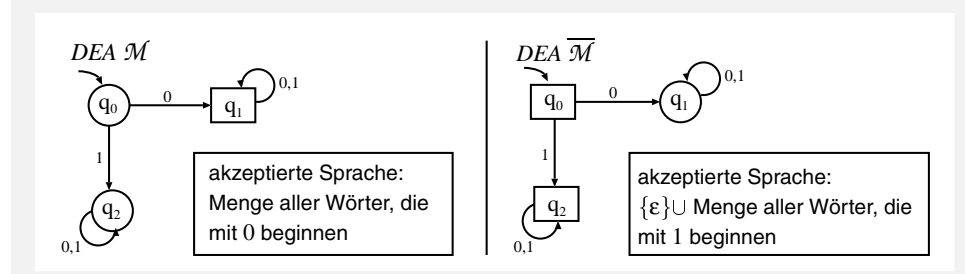 DEA M
q0
0
q1
0,1
1
q2
0,1
akzeptierte Sprache:
Menge aller Wörter, die
mit 0 beginnen
DEA M̅
q0
0
q1
0,1
1
q2
0,1
akzeptierte Sprache:
{ε}∪ Menge aller Wörter, die
mit 1 beginnen